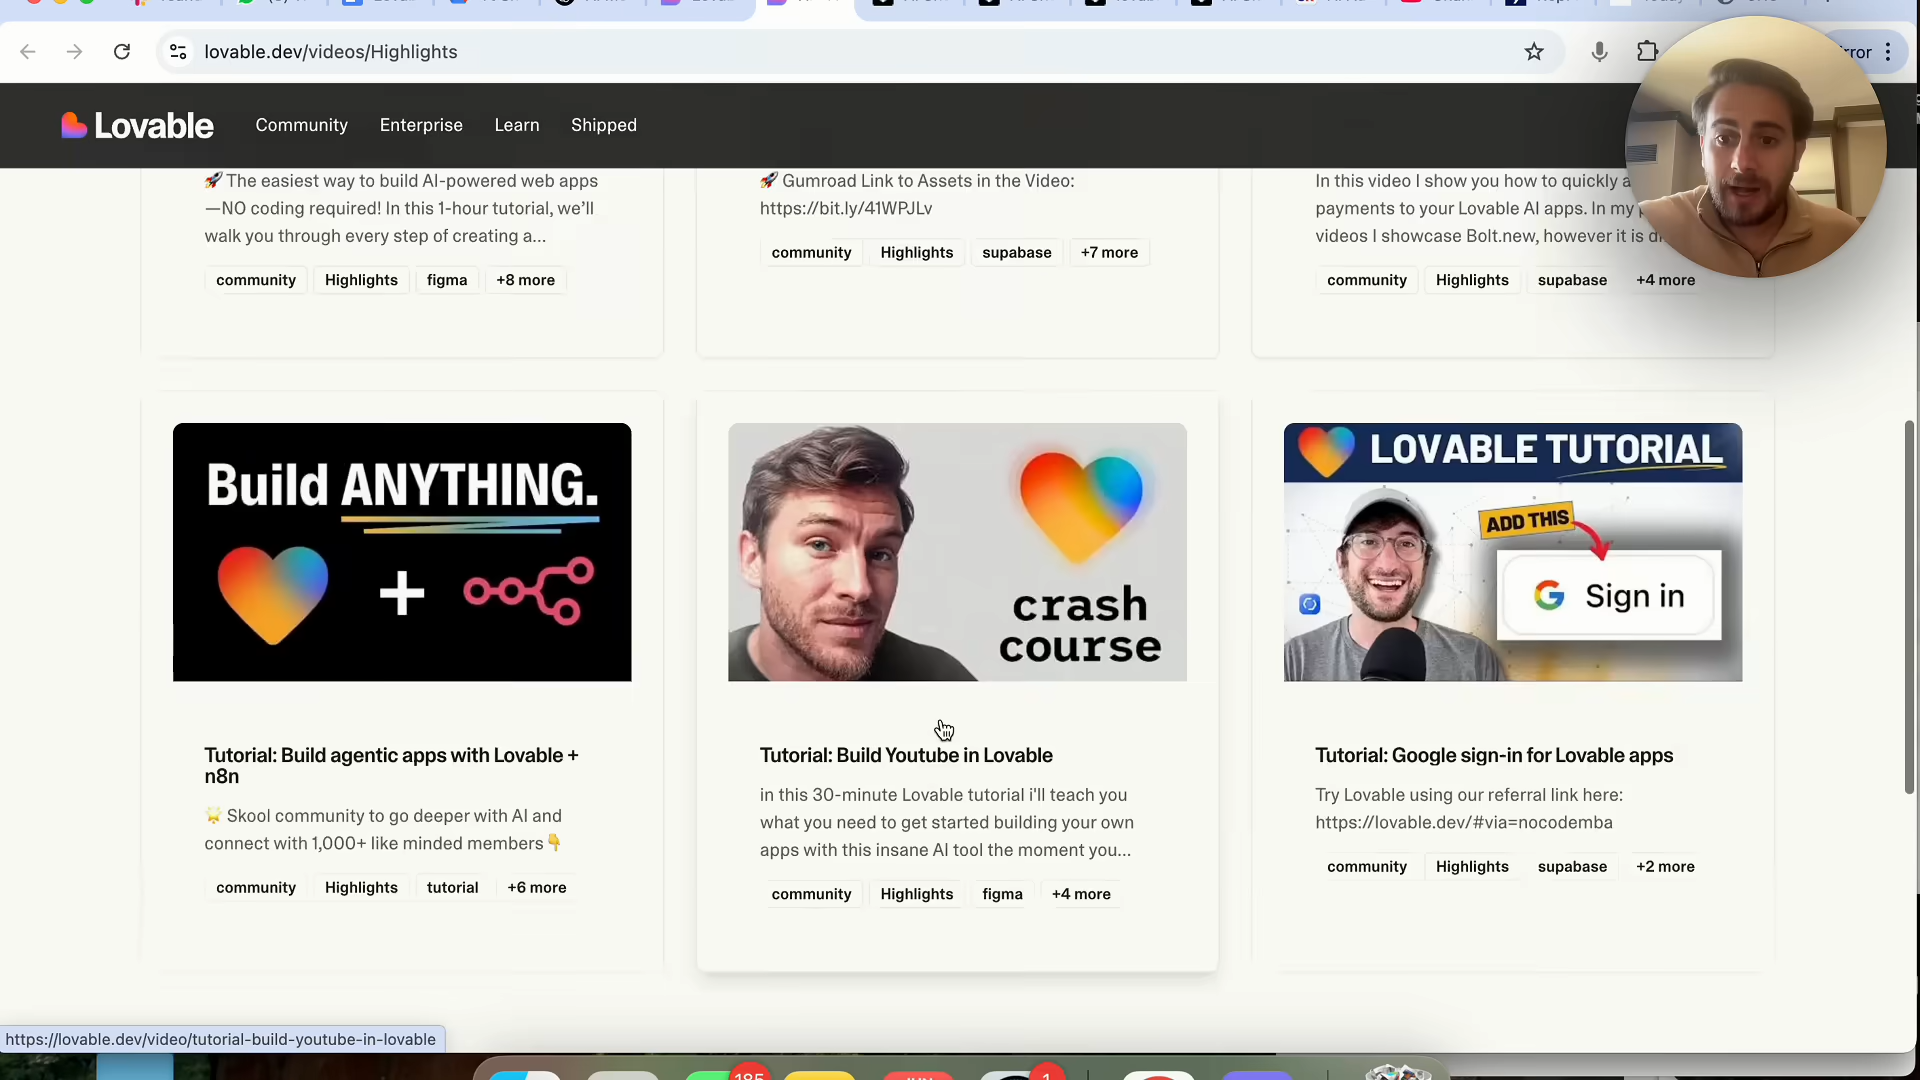 lovable.dev/videos/Highlights
Lovable
Community
Enterprise
Learn
Shipped
🚀 The easiest way to build AI-powered web apps
—NO coding required! In this 1-hour tutorial, we’ll
walk you through every step of creating a...
community
Highlights
figma
+8 more
🚀 Gumroad Link to Assets in the Video:
https://bit.ly/41WPJLv
community
Highlights
supabase
+7 more
In this video I show you how to quickly
payments to your Lovable AI apps. In my
videos I showcase Bolt.new, however it is
community
Highlights
supabase
+4 more
Build ANYTHING.
+
Tutorial: Build agentic apps with Lovable +
n8n
🌟 Skool community to go deeper with AI and
connect with 1,000+ like minded members👇
community
Highlights
tutorial
+6 more
crash
course
Tutorial: Build Youtube in Lovable
in this 30-minute Lovable tutorial i'll teach you
what you need to get started building your own
apps with this insane AI tool the moment you...
community
Highlights
figma
+4 more
LOVABLE TUTORIAL
ADD THIS
G Sign in
Tutorial: Google sign-in for Lovable apps
Try Lovable using our referral link here:
https://lovable.dev/#via=nocodemba
community
Highlights
supabase
+2 more
https://lovable.dev/video/tutorial-build-youtube-in-lovable
185
1